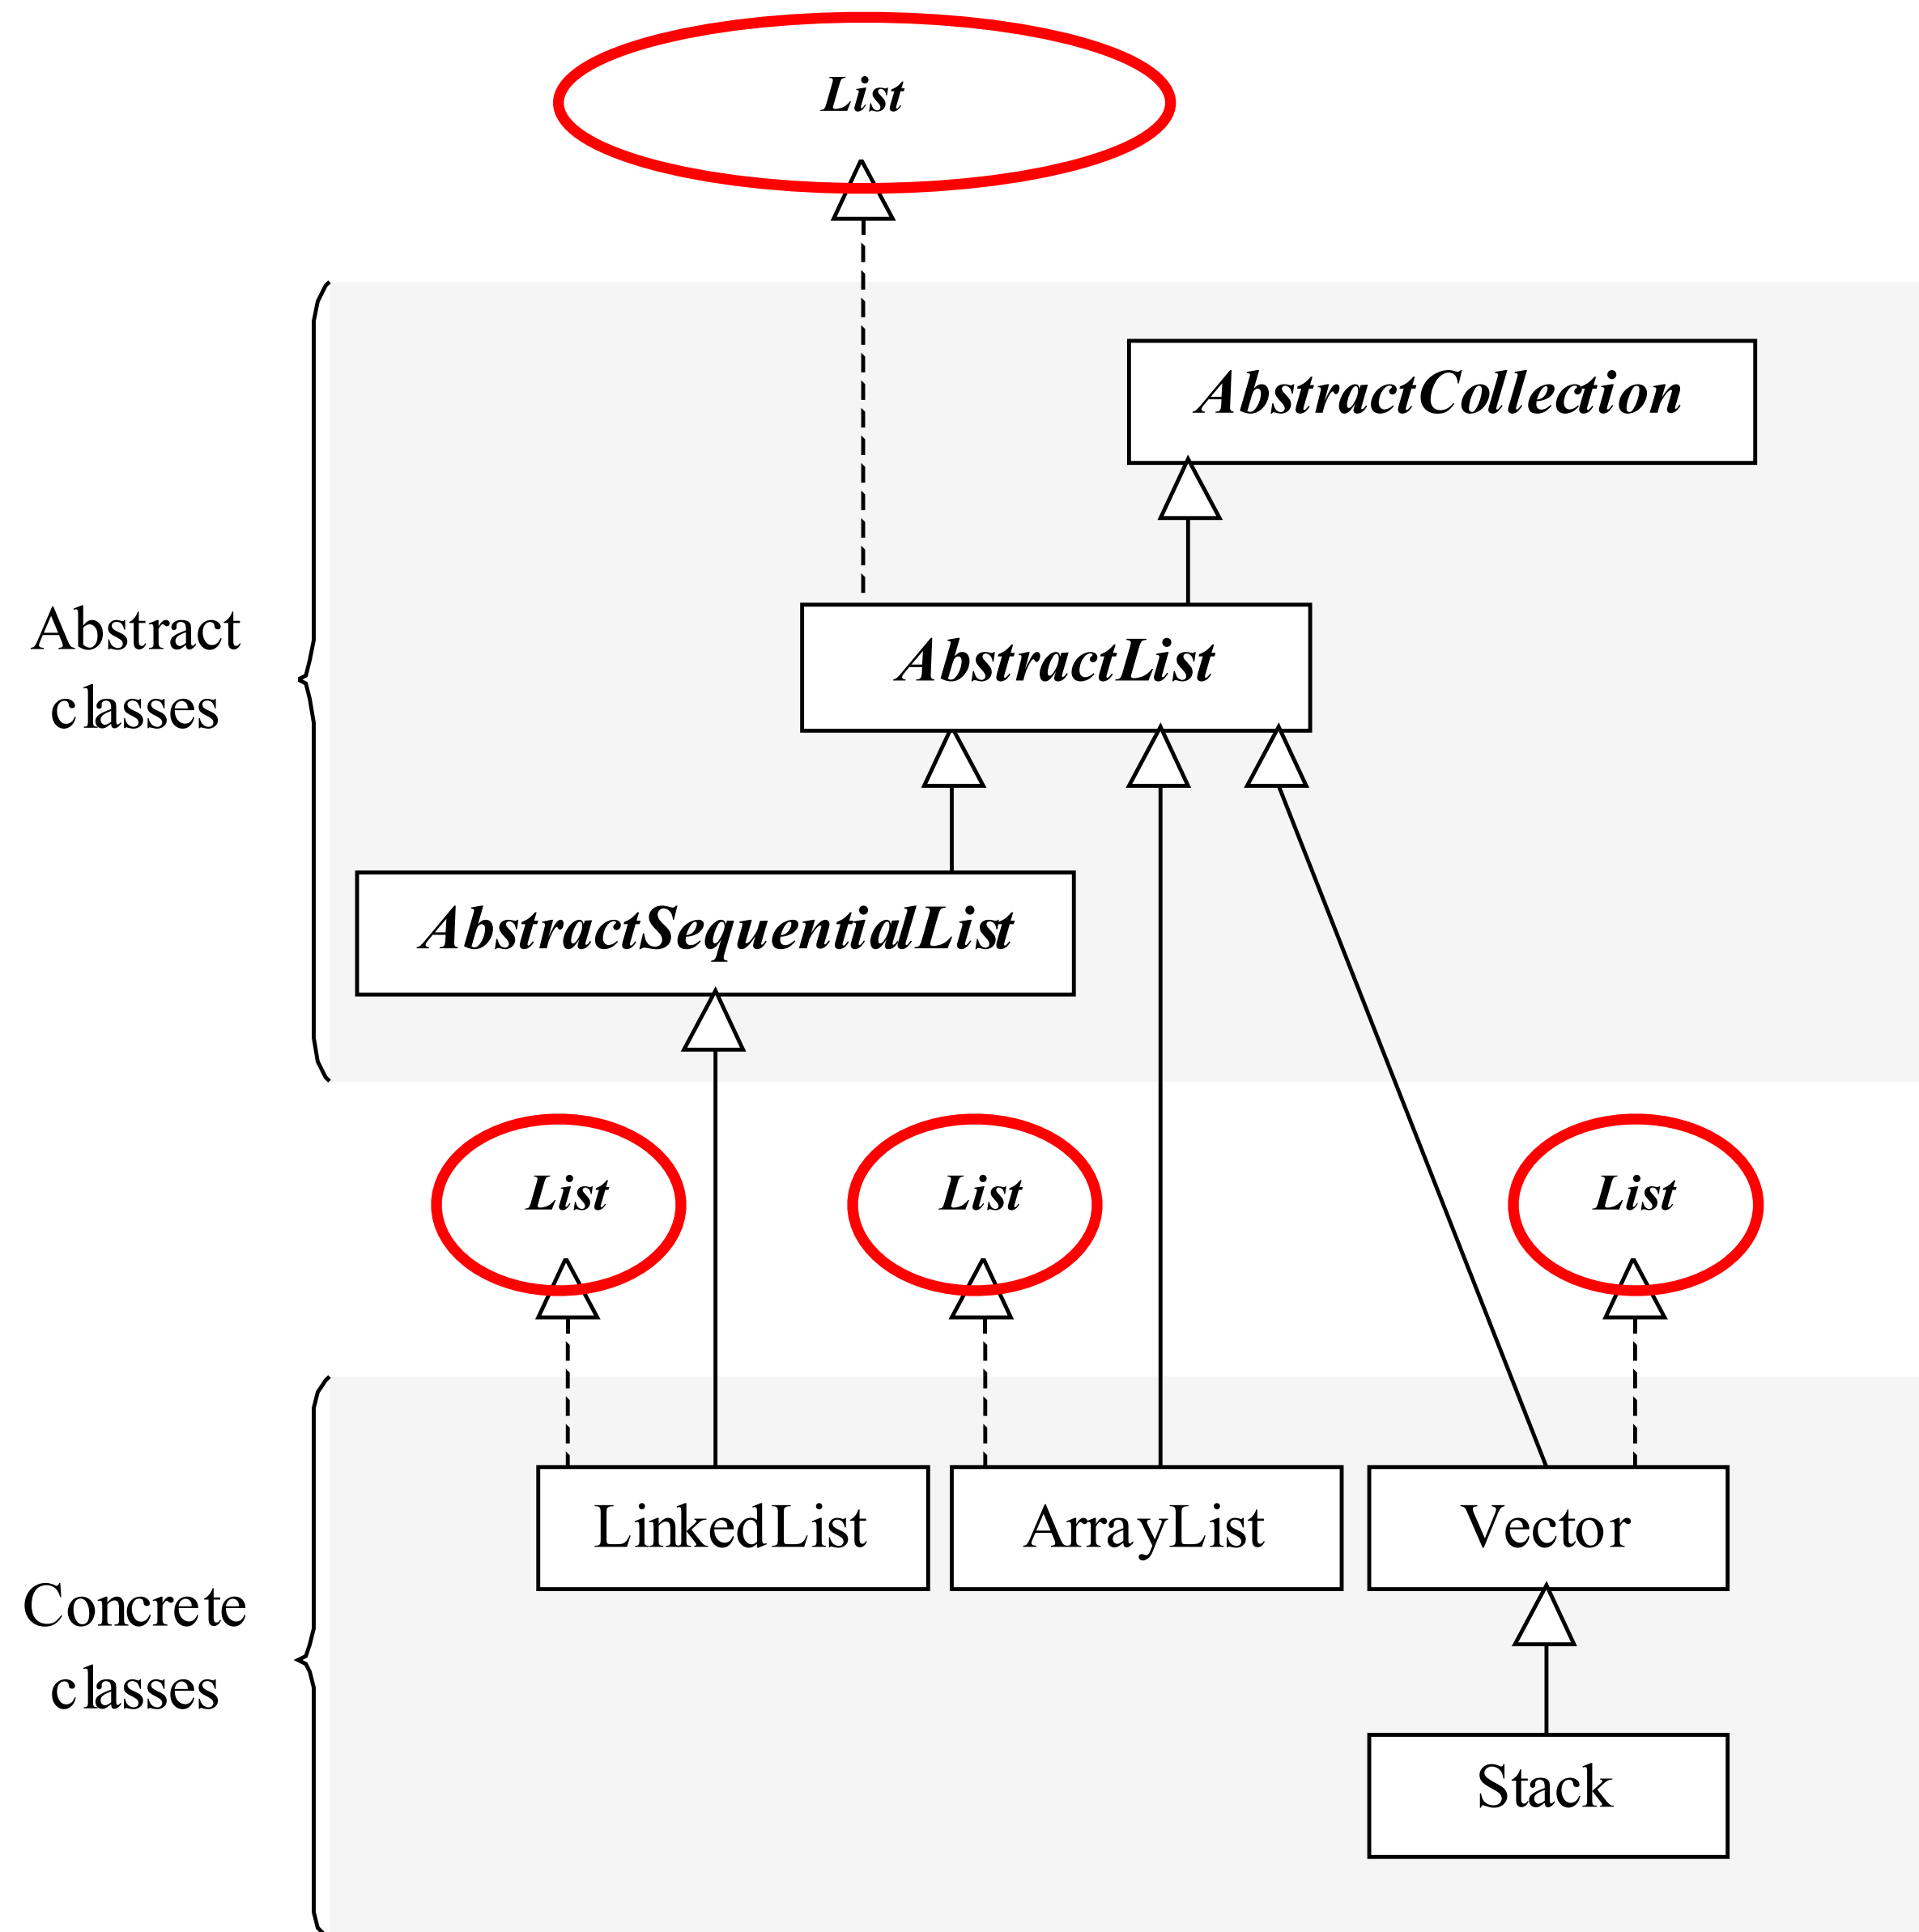 List
AbstractCollection
Abstract
classes
AbstractList
AbstractSequentialList
List
List
List
LinkedList
ArrayList
Vector
Concrete
classes
Stack